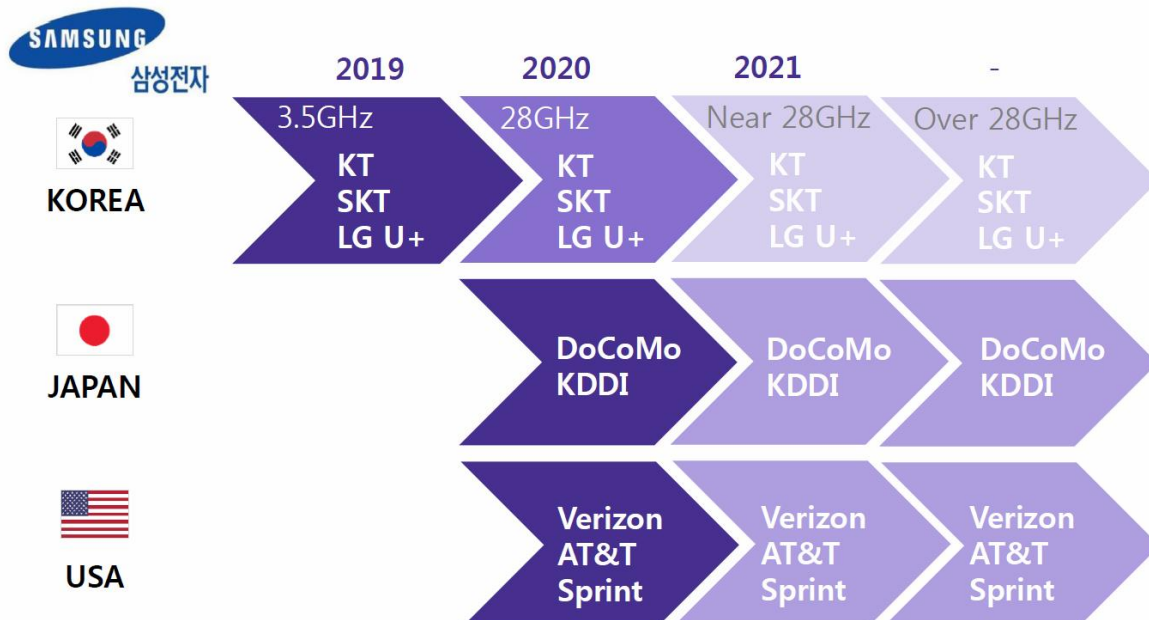 SAMSUNG
삼성전자
2019 2020 2021 -
3.5GHz 28GHz Near 28GHz Over 28GHz
KT KT KT KT
SKT SKT SKT SKT
LG U+ LG U+ LG U+ LG U+
KOREA
DoCoMo DoCoMo DoCoMo
KDDI KDDI KDDI
JAPAN
Verizon Verizon Verizon
AT&T AT&T AT&T
Sprint Sprint Sprint
USA